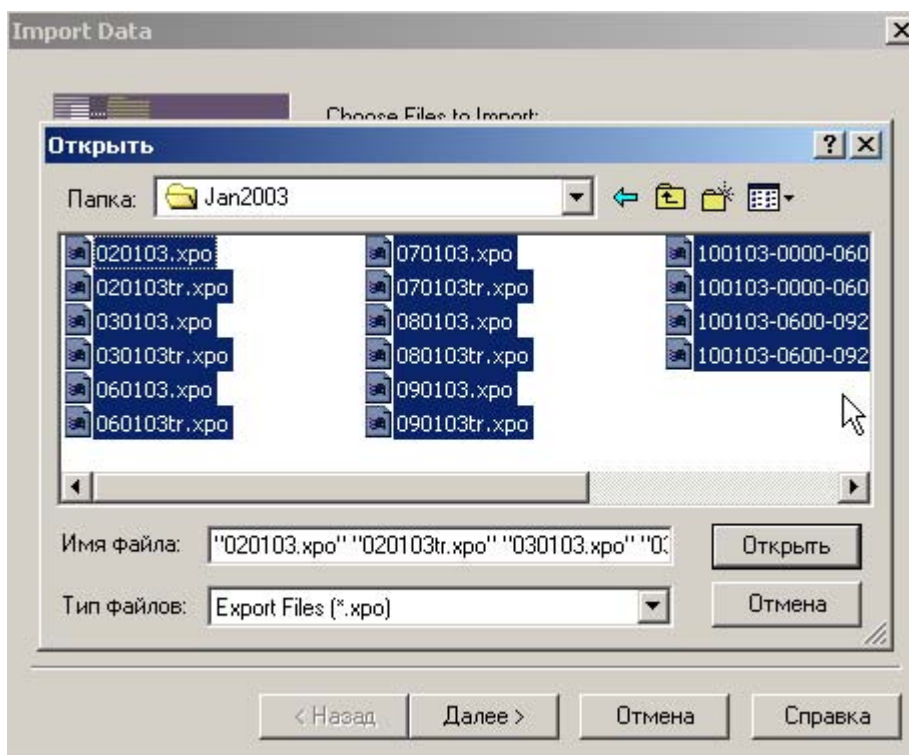 Import Data
Choose Files to Import:
Открыть
Папка: Jan2003
020103.xpo
020103tr.xpo
030103.xpo
030103tr.xpo
060103.xpo
060103tr.xpo
070103.xpo
070103tr.xpo
080103.xpo
080103tr.xpo
090103.xpo
090103tr.xpo
100103-0000-060
100103-0000-060
100103-0600-092
100103-0600-092
Имя файла: "020103.xpo" "020103tr.xpo" "030103.xpo" "0
Открыть
Тип файлов: Export Files (*.xpo)
Отмена
< Назад Далее > Отмена Справка